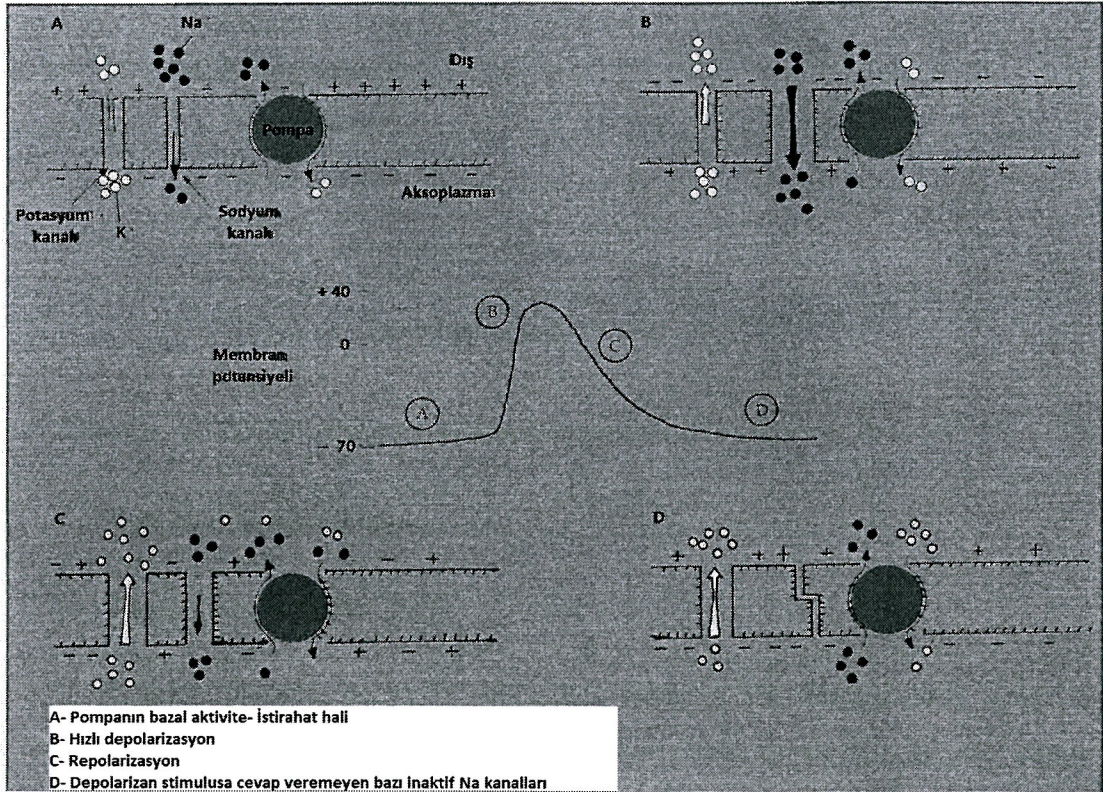 A
Na
Dış
+ + + - - - - + + + + +
Pompa
Aksoplazma
Potasyum
kanalı
K
Sodyum
kanalı
B
+ 40
0
- 70
Membran
potansiyeli
A
B
C
D
C
D
A- Pompanın bazal aktivite- İstirahat hali
B- Hızlı depolarizasyon
C- Repolarizasyon
D- Depolarizan stimulusa cevap veremeyen bazı inaktif Na kanalları